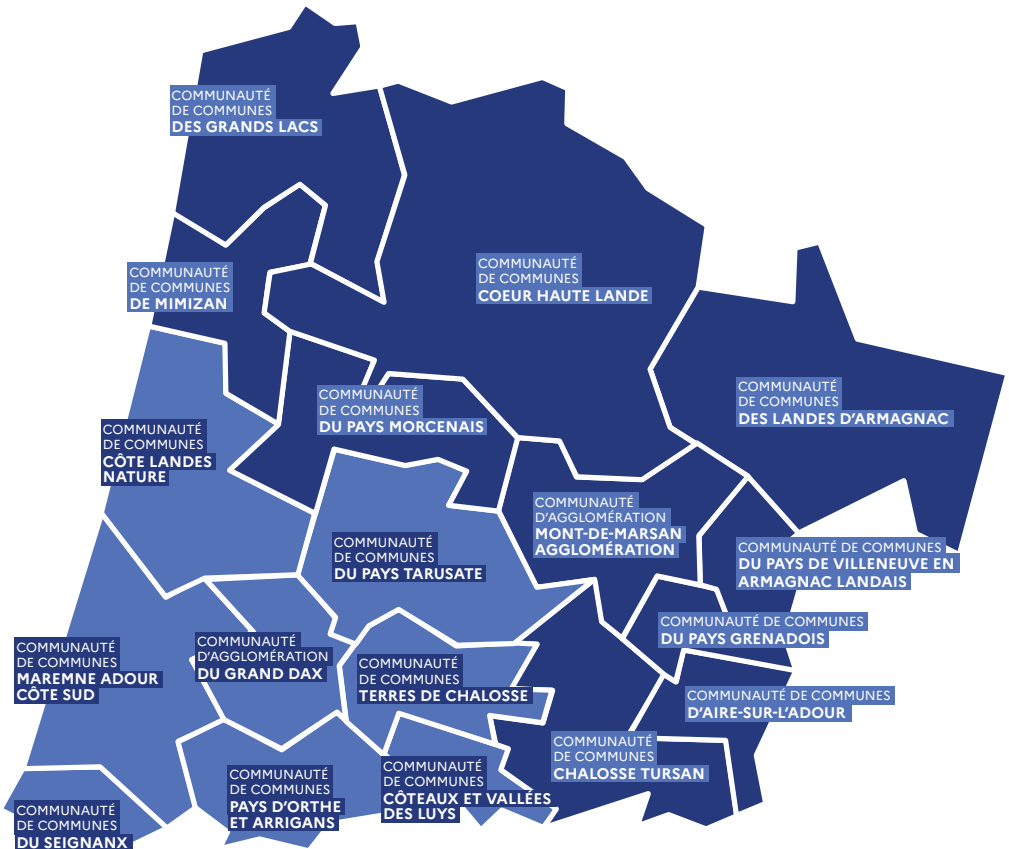 COMMUNAUTÉ
DE COMMUNES
DES GRANDS LACS
COMMUNAUTÉ
DE COMMUNES
COEUR HAUTE LANDE
COMMUNAUTÉ
DE COMMUNES
DE MIMIZAN
COMMUNAUTÉ
DE COMMUNES
DES LANDES D'ARMAGNAC
COMMUNAUTÉ
DE COMMUNES
DU PAYS MORCENAIS
COMMUNAUTÉ
DE COMMUNES
CÔTE LANDES
NATURE
COMMUNAUTÉ
D'AGGLOMÉRATION
MONT-DE-MARSAN
AGGLOMÉRATION
COMMUNAUTÉ
DE COMMUNES
DU PAYS TARUSATE
COMMUNAUTÉ DE COMMUNES
DU PAYS DE VILLENEUVE EN
ARMAGNAC LANDAIS
COMMUNAUTÉ DE COMMUNES
DU PAYS GRENADOIS
COMMUNAUTÉ
DE COMMUNES
MAREMNE ADOUR
CÔTE SUD
COMMUNAUTÉ
D'AGGLOMÉRATION
DU GRAND DAX
COMMUNAUTÉ
DE COMMUNES
TERRES DE CHALOSSE
COMMUNAUTÉ DE COMMUNES
D'AIRE-SUR-L'ADOUR
COMMUNAUTÉ
DE COMMUNES
CHALOSSE TURSAN
COMMUNAUTÉ
DE COMMUNES
CÔTEAUX ET VALLÉES
DES LUYS
COMMUNAUTÉ
DE COMMUNES
PAYS D'ORTHE
ET ARRIGANS
COMMUNAUTÉ
DE COMMUNES
DU SEIGNANX